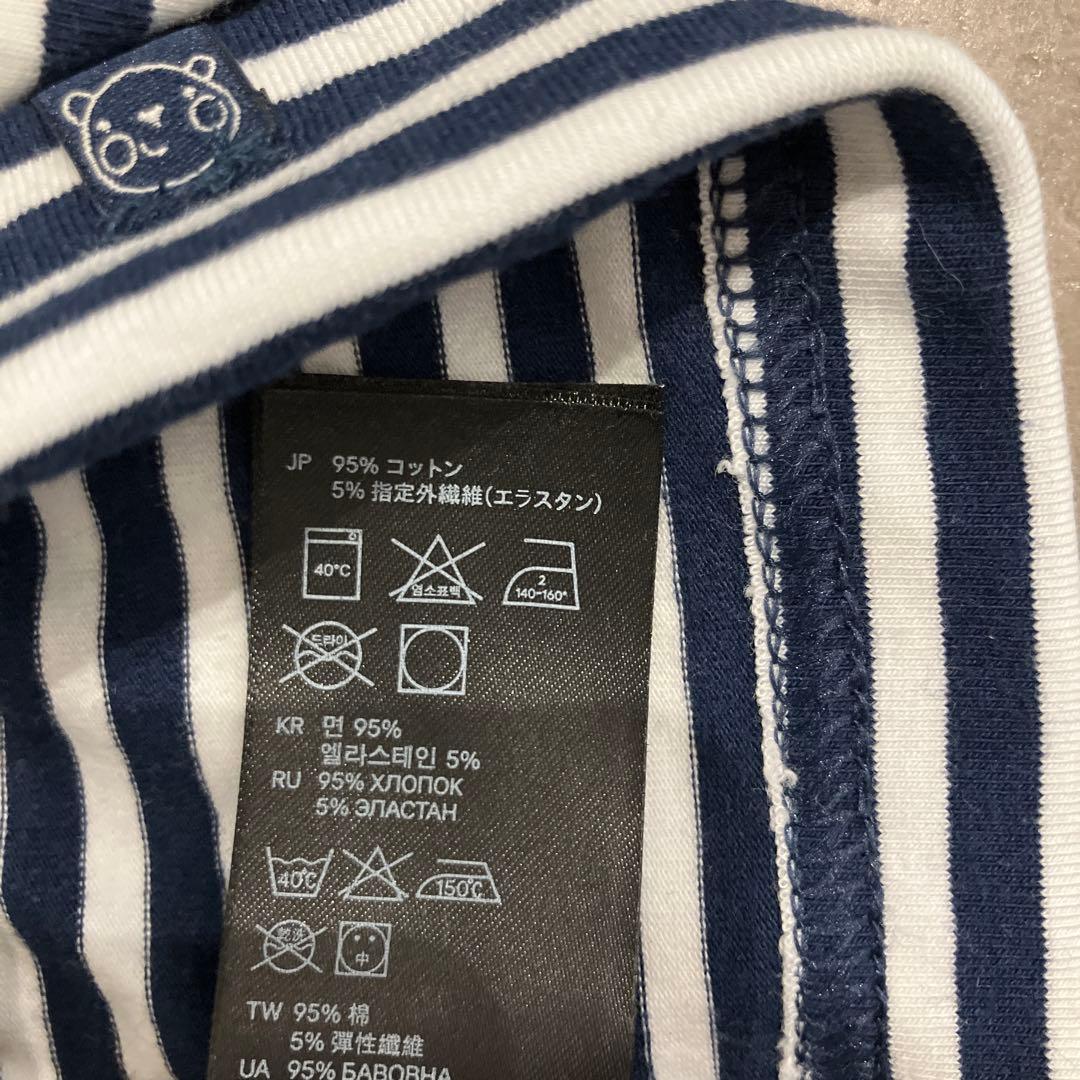 JP 95% コットン
5% 指定外繊維(エラスタン)
40°C
염소표백
2
140-160°
드라이
KR 면 95%
엘라스테인 5%
RU 95% ХЛОПОК
5% ЭЛАСТАН
40℃
150℃
乾洗
中
TW 95% 棉
5% 彈性纖維
UA 95% БАВОВНА